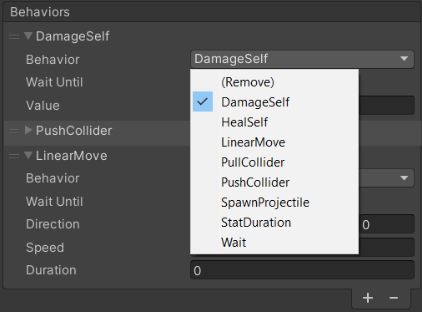 Behaviors
DamageSelf
Behavior DamageSelf
Wait Until
Value
(Remove)
DamageSelf
HealSelf
LinearMove
PullCollider
PushCollider
SpawnProjectile
StatDuration
Wait
PushCollider
LinearMove
Behavior
Wait Until
Direction 0
Speed
Duration 0
+ −